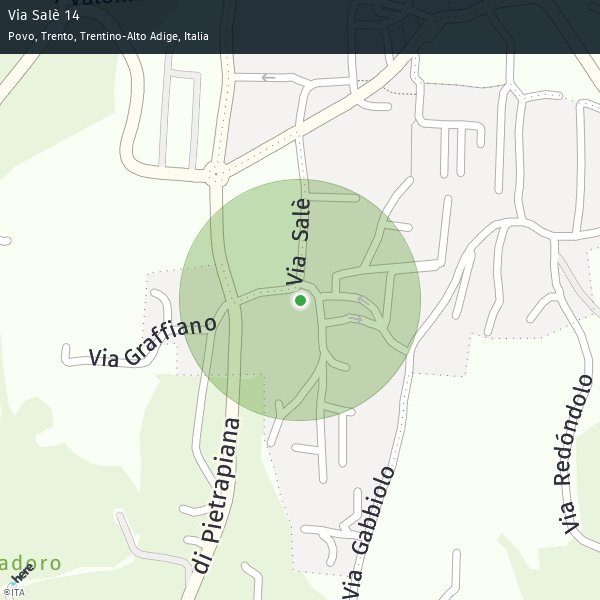 Via Salè 14
Povo, Trento, Trentino-Alto Adige, Italia
Via Salè
Via Graffiano
di Pietrapiana
Via Gabbiolo
Via Redóndolo
adoro
here
©ITA